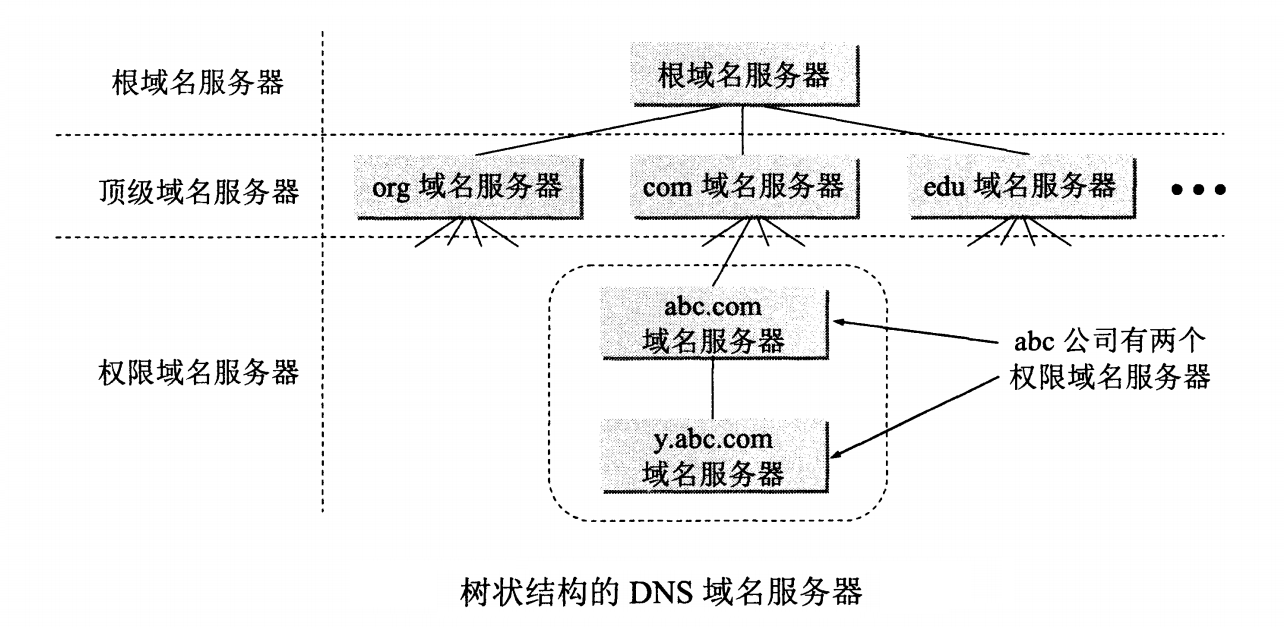 根域名服务器
根域名服务器
顶级域名服务器
org 域名服务器
com 域名服务器
edu 域名服务器
•••
权限域名服务器
abc.com
域名服务器
y.abc.com
域名服务器
abc 公司有两个
权限域名服务器
树状结构的 DNS 域名服务器